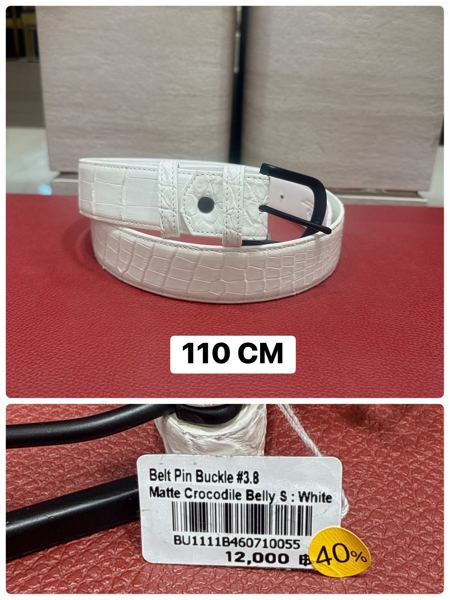 110 CM
Belt Pin Buckle #3.8
Matte Crocodile Belly S : White
BU1111B460710055
12,000 ฿
40%